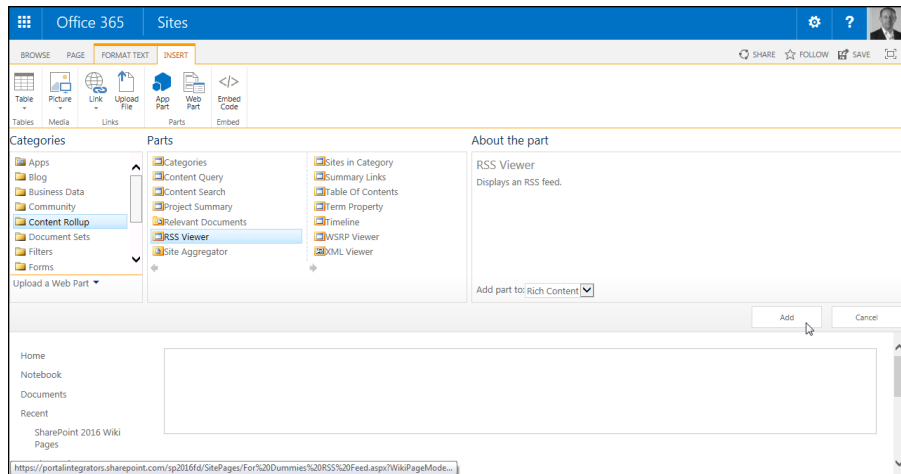 Office 365 Sites ?
BROWSE PAGE FORMAT TEXT INSERT SHARE FOLLOW SAVE
Table Picture Link Upload File App Part Web Part Embed Code
Tables Media Links Parts Embed
Categories Parts About the part
Apps Categories Sites in Category RSS Viewer
Blog Content Query Summary Links Displays an RSS feed.
Business Data Content Search Table Of Contents
Community Project Summary Term Property
Content Rollup Relevant Documents Timeline
Document Sets RSS Viewer WSRP Viewer
Filters Site Aggregator XML Viewer
Forms
Upload a Web Part Add part to: Rich Content
Add Cancel
Home
Notebook
Documents
Recent
SharePoint 2016 Wiki
Pages
https://portalintegrators.sharepoint.com/sp2016fd/SitePages/For%20Dummies%20RSS%20Feed.aspx?WikiPageMode...